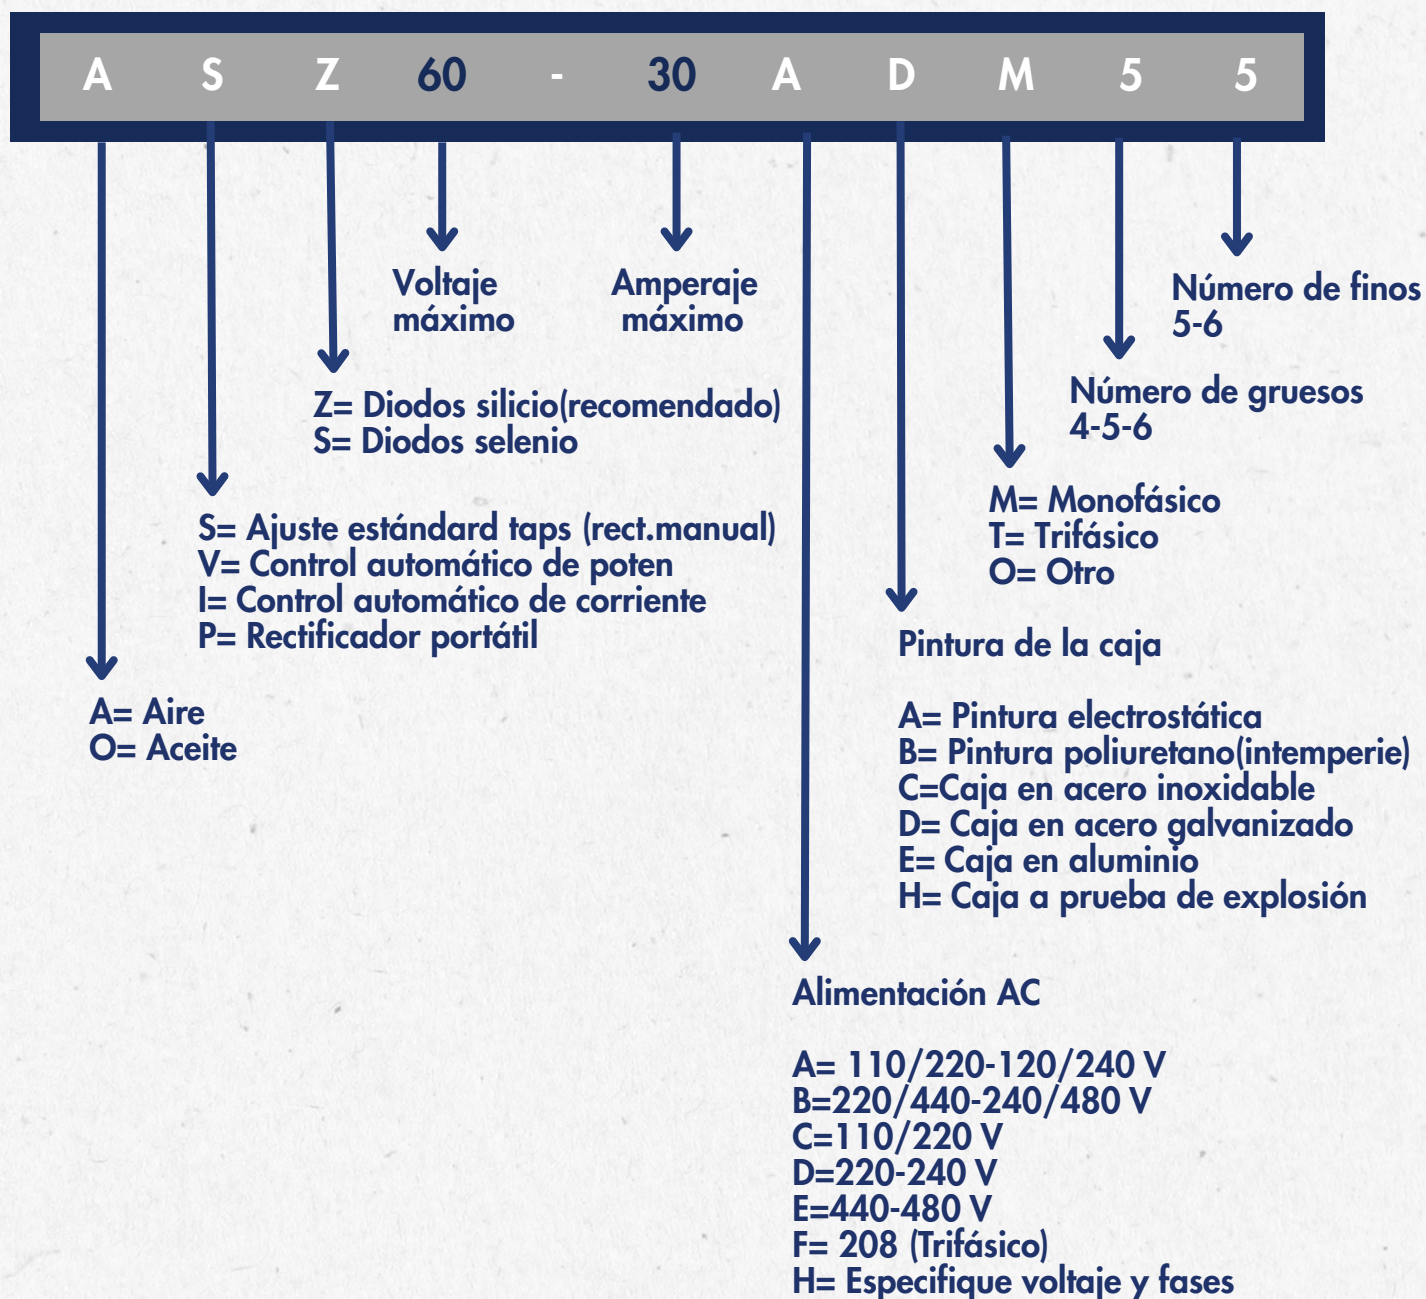 A S Z 60 - 30 A D M 5 5
Voltaje
máximo
Amperaje
máximo
Número de finos
5-6
Z= Diodos silicio(recomendado)
S= Diodos selenio
Número de gruesos
4-5-6
S= Ajuste estándard taps (rect.manual)
V= Control automático de poten
I= Control automático de corriente
P= Rectificador portátil
M= Monofásico
T= Trifásico
O= Otro
A= Aire
O= Aceite
Pintura de la caja
A= Pintura electrostática
B= Pintura poliuretano(intemperie)
C=Caja en acero inoxidable
D= Caja en acero galvanizado
E= Caja en aluminio
H= Caja a prueba de explosión
Alimentación AC
A= 110/220-120/240 V
B=220/440-240/480 V
C=110/220 V
D=220-240 V
E=440-480 V
F= 208 (Trifásico)
H= Especifique voltaje y fases